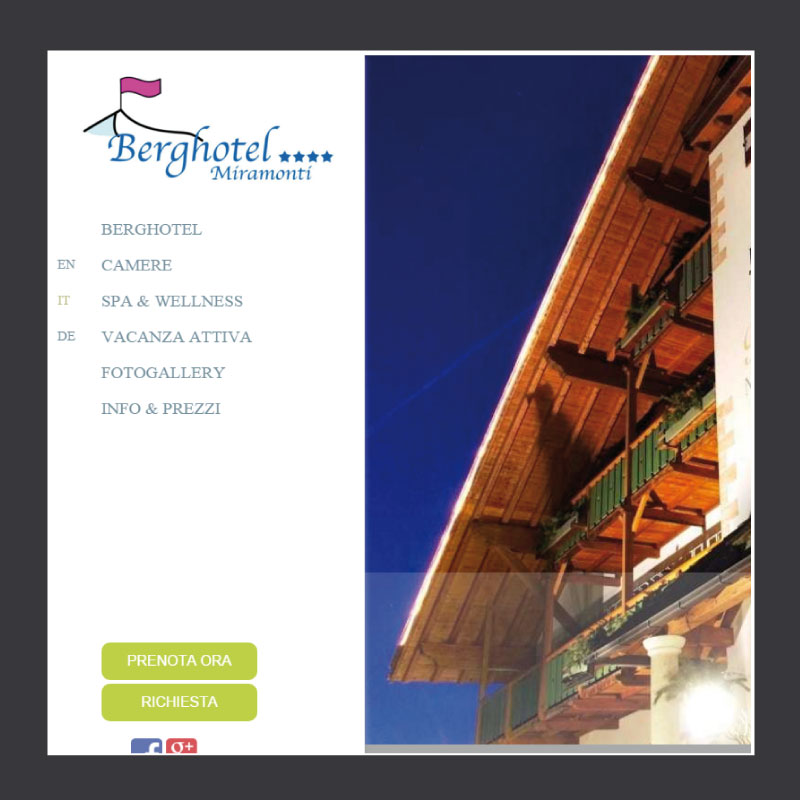 Berghotel
Miramonti
BERGHOTEL
EN
CAMERE
IT
SPA & WELLNESS
DE
VACANZA ATTIVA
FOTOGALLERY
INFO & PREZZI
PRENOTA ORA
RICHIESTA
f g+